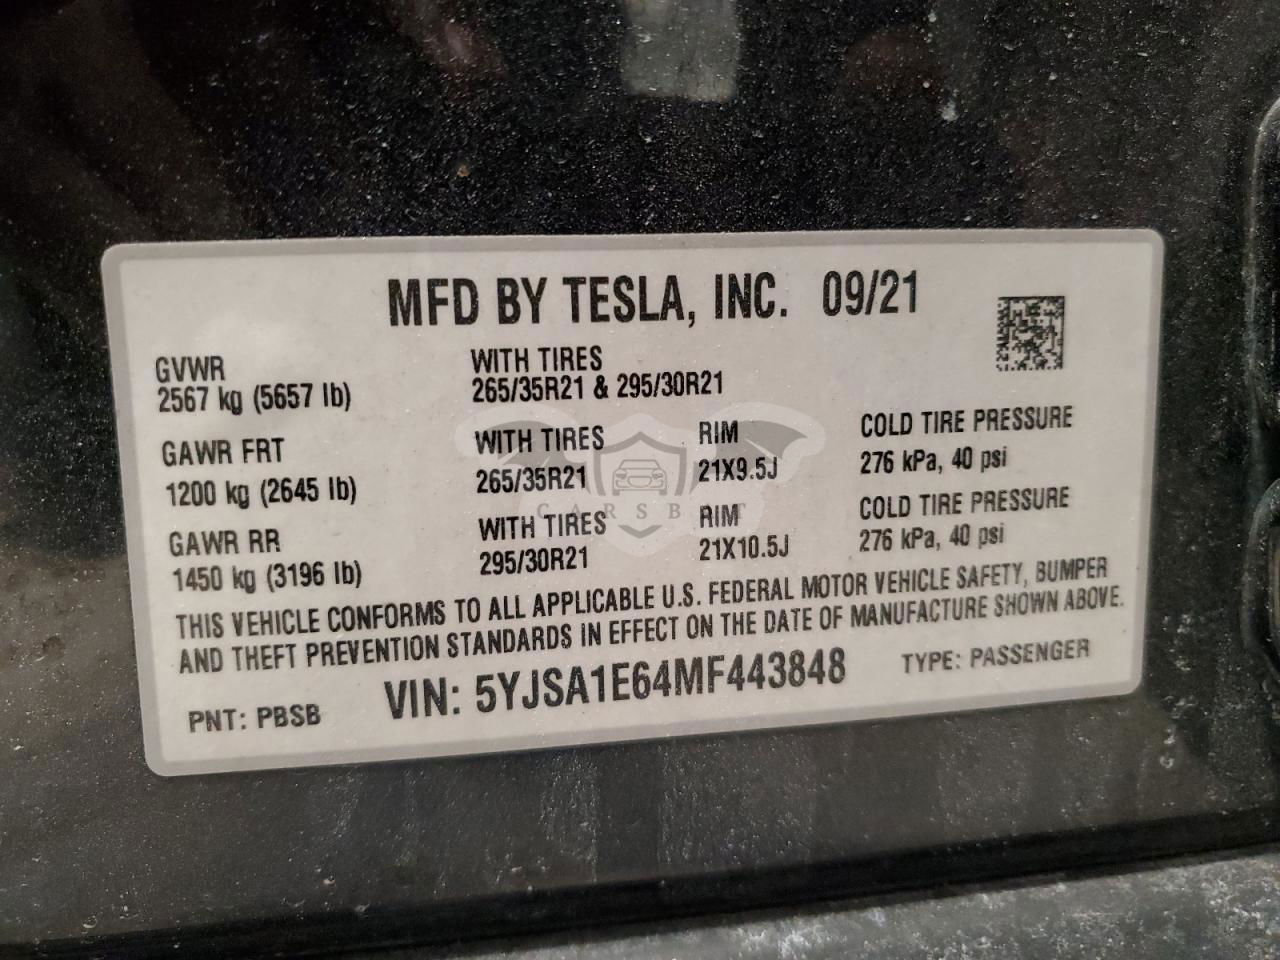 MFD BY TESLA, INC. 09/21
GVWR
2567 kg (5657 lb)
WITH TIRES
265/35R21 & 295/30R21
GAWR FRT
1200 kg (2645 lb)
WITH TIRES
265/35R21
RIM
21X9.5J
COLD TIRE PRESSURE
276 kPa, 40 psi
GAWR RR
1450 kg (3196 lb)
WITH TIRES
295/30R21
RIM
21X10.5J
COLD TIRE PRESSURE
276 kPa, 40 psi
THIS VEHICLE CONFORMS TO ALL APPLICABLE U.S. FEDERAL MOTOR VEHICLE SAFETY, BUMPER
AND THEFT PREVENTION STANDARDS IN EFFECT ON THE DATE OF MANUFACTURE SHOWN ABOVE.
PNT: PBSB
VIN: 5YJSA1E64MF443848
TYPE: PASSENGER